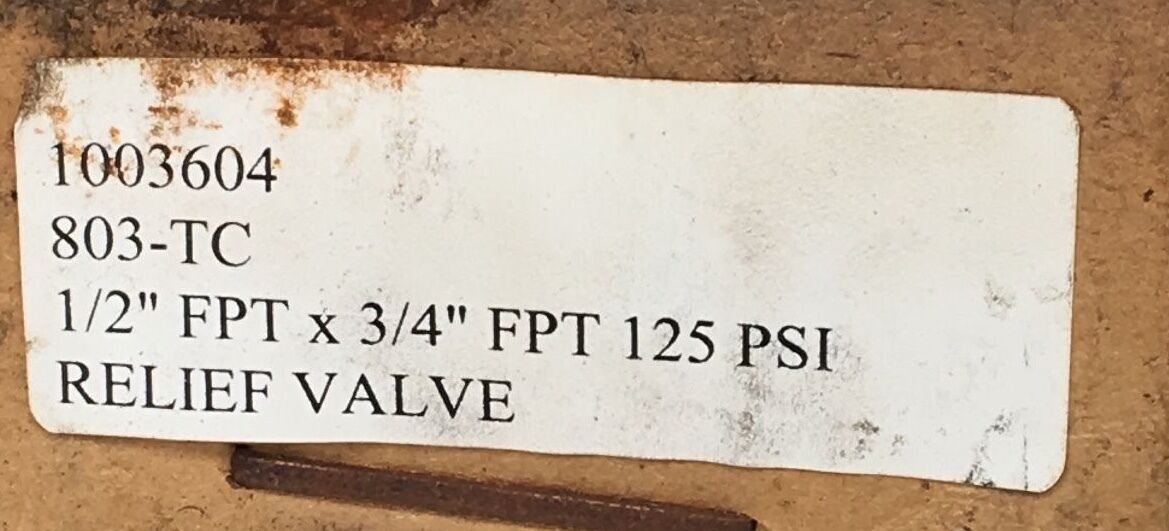 1003604
803-TC
1/2" FPT x 3/4" FPT 125 PSI
RELIEF VALVE